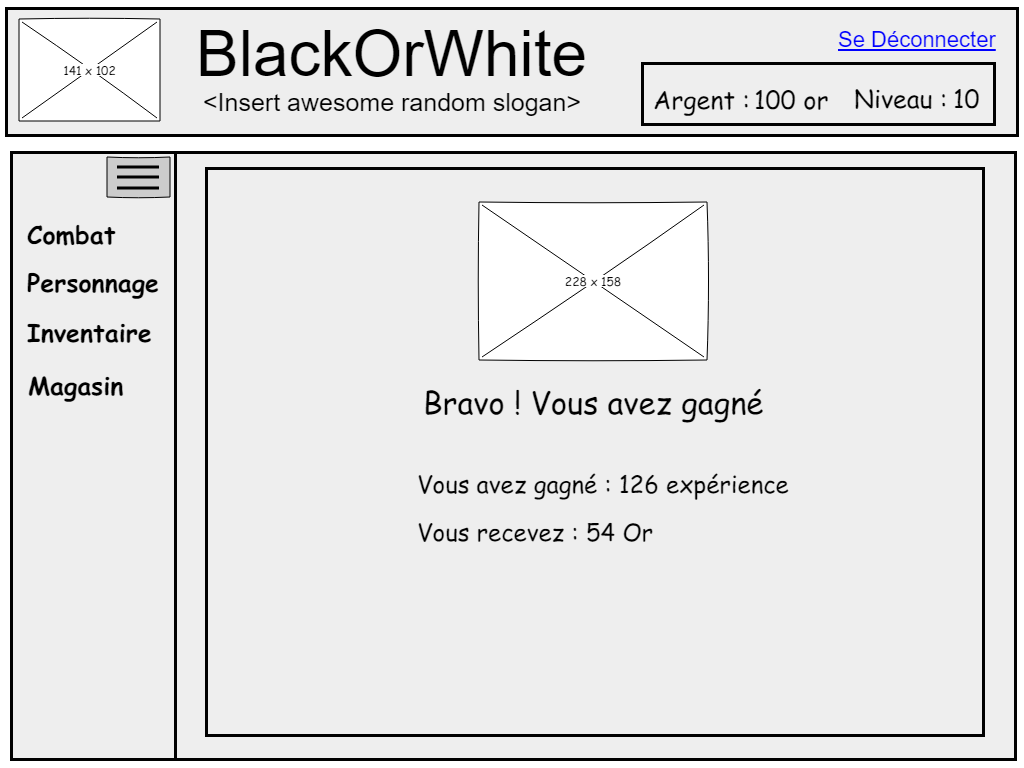 141 x 102
BlackOrWhite
<Insert awesome random slogan>
Se Déconnecter
Argent : 100 or Niveau : 10
Combat
Personnage
Inventaire
Magasin
228 x 158
Bravo ! Vous avez gagné
Vous avez gagné : 126 expérience
Vous recevez : 54 Or